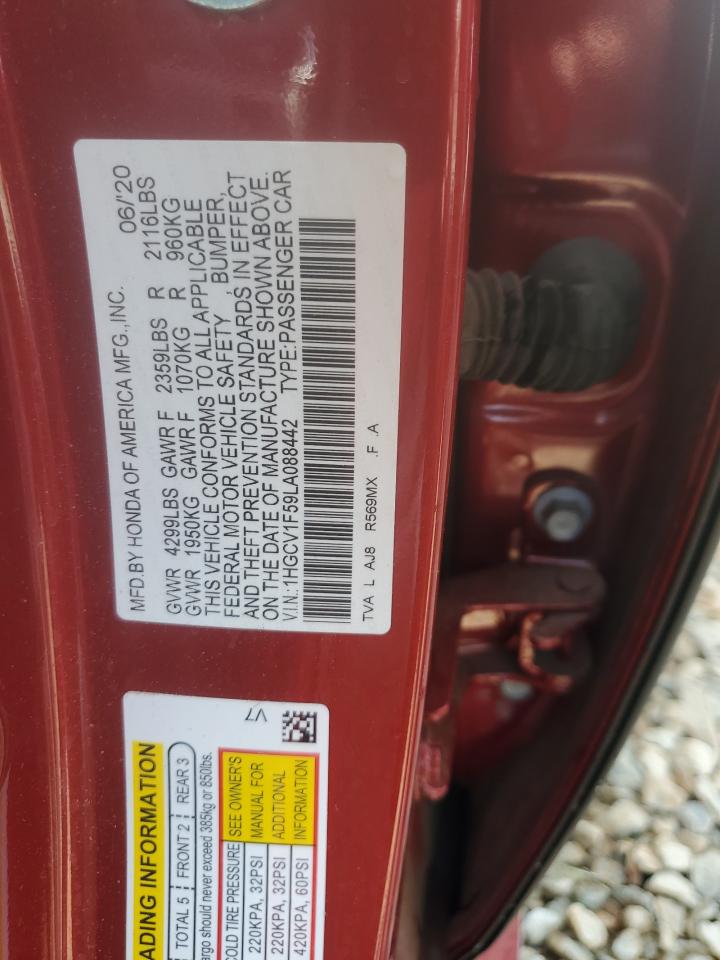 MFD.BY HONDA OF AMERICA MFG.,INC. 06/'20
GVWR 4299LBS GAWR F 2359LBS R 2116LBS
GVWR 1950KG GAWR F 1070KG R 960KG
THIS VEHICLE CONFORMS TO ALL APPLICABLE
FEDERAL MOTOR VEHICLE SAFETY BUMPER,
AND THEFT PREVENTION STANDARDS IN EFFECT
ON THE DATE OF MANUFACTURE SHOWN ABOVE.
V.I.N.:1HGCV1F59LA088442 TYPE:PASSENGER CAR
TVA L AJ8 R569MX .F .A
ADING INFORMATION
TOTAL 5 FRONT 2 REAR 3
argo should never exceed 385kg or 850lbs.
COLD TIRE PRESSURE SEE OWNER'S
220KPA, 32PSI MANUAL FOR
220KPA, 32PSI ADDITIONAL
420KPA, 60PSI INFORMATION